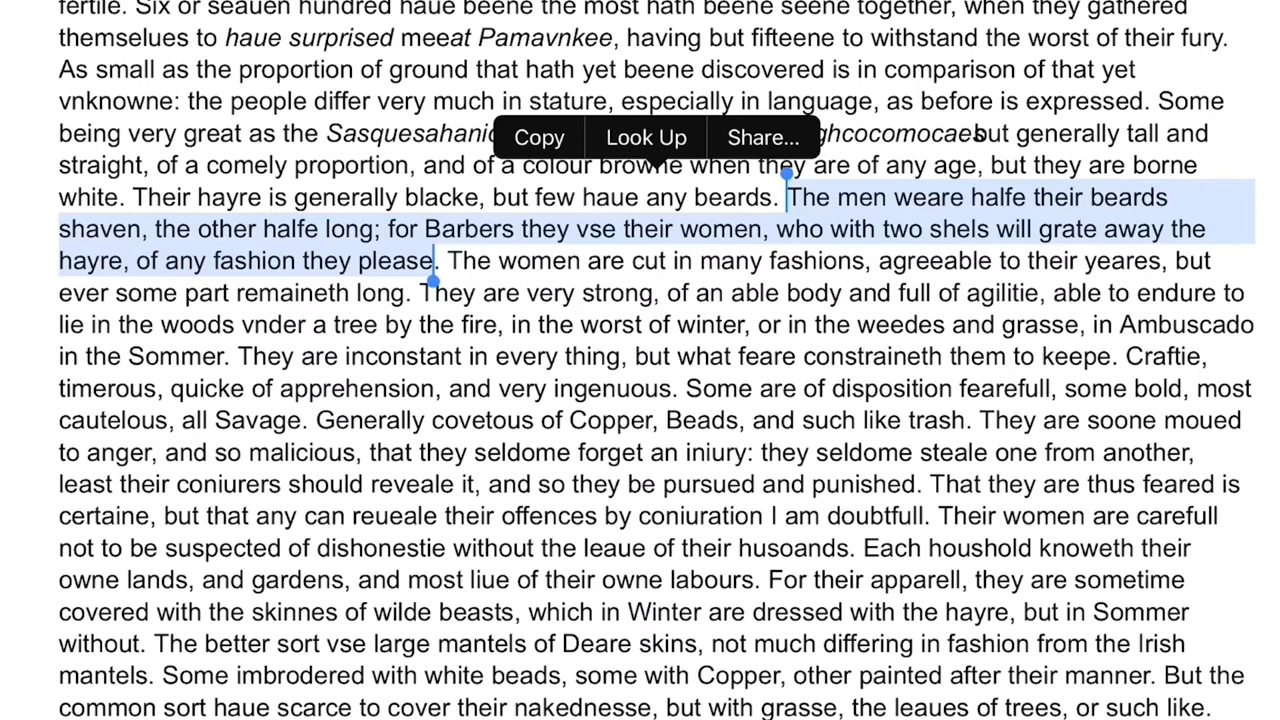 fertile. Six or seauen hundred haue beene the most hath beene seene together, when they gathered
themselues to haue surprised meeat Pamavnkee, having but fifteene to withstand the worst of their fury.
As small as the proportion of ground that hath yet beene discovered is in comparison of that yet
vnknowne: the people differ very much in stature, especially in language, as before is expressed. Some
being very great as the Sasquesahanic ghcocomocaesbut generally tall and
Copy Look Up Share...
straight, of a comely proportion, and of a colour browne when they are of any age, but they are borne
white. Their hayre is generally blacke, but few haue any beards. The men weare halfe their beards
shaven, the other halfe long; for Barbers they vse their women, who with two shels will grate away the
hayre, of any fashion they please. The women are cut in many fashions, agreeable to their yeares, but
ever some part remaineth long. They are very strong, of an able body and full of agilitie, able to endure to
lie in the woods vnder a tree by the fire, in the worst of winter, or in the weedes and grasse, in Ambuscado
in the Sommer. They are inconstant in every thing, but what feare constraineth them to keepe. Craftie,
timerous, quicke of apprehension, and very ingenuous. Some are of disposition fearefull, some bold, most
cautelous, all Savage. Generally covetous of Copper, Beads, and such like trash. They are soone moued
to anger, and so malicious, that they seldome forget an iniury: they seldome steale one from another,
least their coniurers should reveale it, and so they be pursued and punished. That they are thus feared is
certaine, but that any can reueale their offences by coniuration I am doubtfull. Their women are carefull
not to be suspected of dishonestie without the leaue of their husoands. Each houshold knoweth their
owne lands, and gardens, and most liue of their owne labours. For their apparell, they are sometime
covered with the skinnes of wilde beasts, which in Winter are dressed with the hayre, but in Sommer
without. The better sort vse large mantels of Deare skins, not much differing in fashion from the Irish
mantels. Some imbrodered with white beads, some with Copper, other painted after their manner. But the
common sort haue scarce to cover their nakednesse, but with grasse, the leaues of trees, or such like.